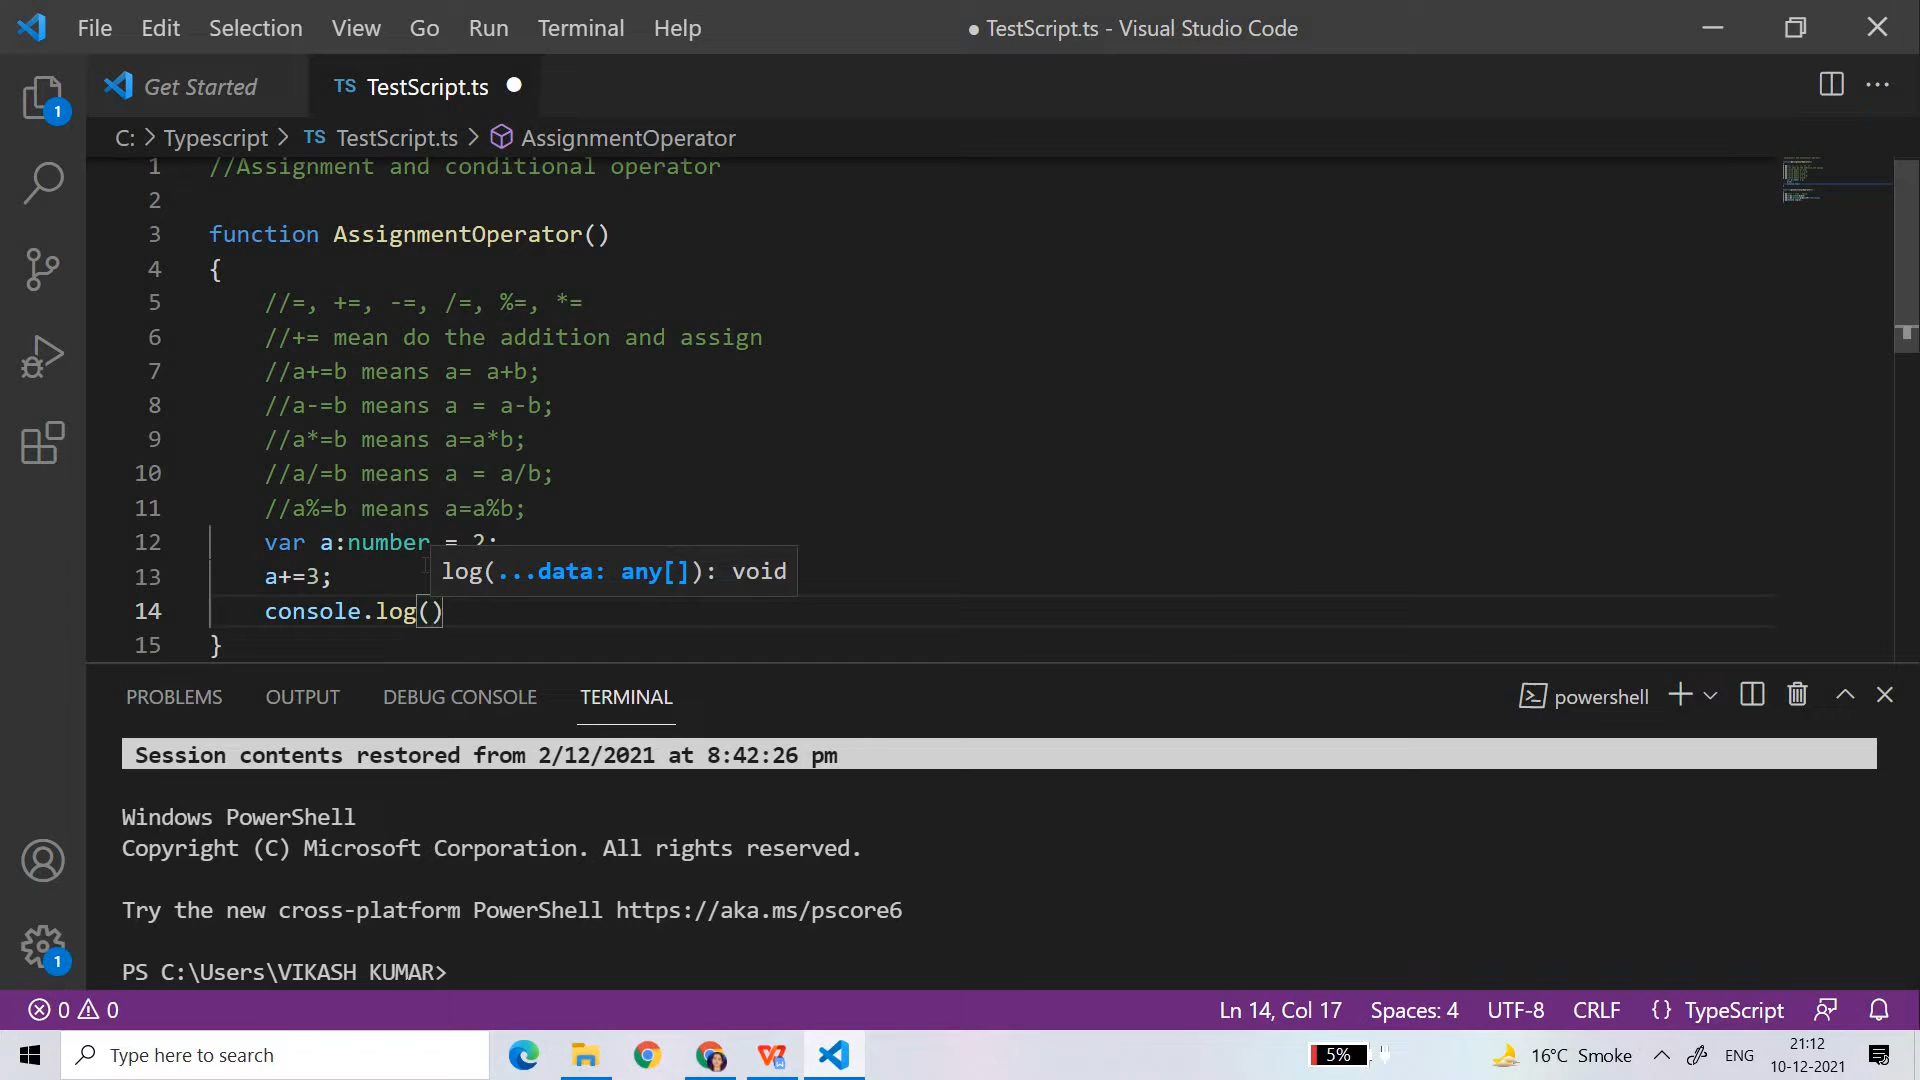 File Edit Selection View Go Run Terminal Help
● TestScript.ts - Visual Studio Code
Get Started
TS TestScript.ts
C: > Typescript > TS TestScript.ts > AssignmentOperator
1 //Assignment and conditional operator
2
3 function AssignmentOperator()
4 {
5 //=, +=, -=, /=, %=, *=
6 //+= mean do the addition and assign
7 //a+=b means a= a+b;
8 //a-=b means a = a-b;
9 //a*=b means a=a*b;
10 //a/=b means a = a/b;
11 //a%=b means a=a%b;
12 var a:number = 2;
log(...data: any[]): void
13 a+=3;
14 console.log()
15 }
PROBLEMS OUTPUT DEBUG CONSOLE TERMINAL
powershell
Session contents restored from 2/12/2021 at 8:42:26 pm
Windows PowerShell
Copyright (C) Microsoft Corporation. All rights reserved.
Try the new cross-platform PowerShell https://aka.ms/pscore6
PS C:\Users\VIKASH KUMAR>
0 0
Ln 14, Col 17 Spaces: 4 UTF-8 CRLF {} TypeScript
1
1
Type here to search
5%
16°C Smoke
ENG
21:12
10-12-2021